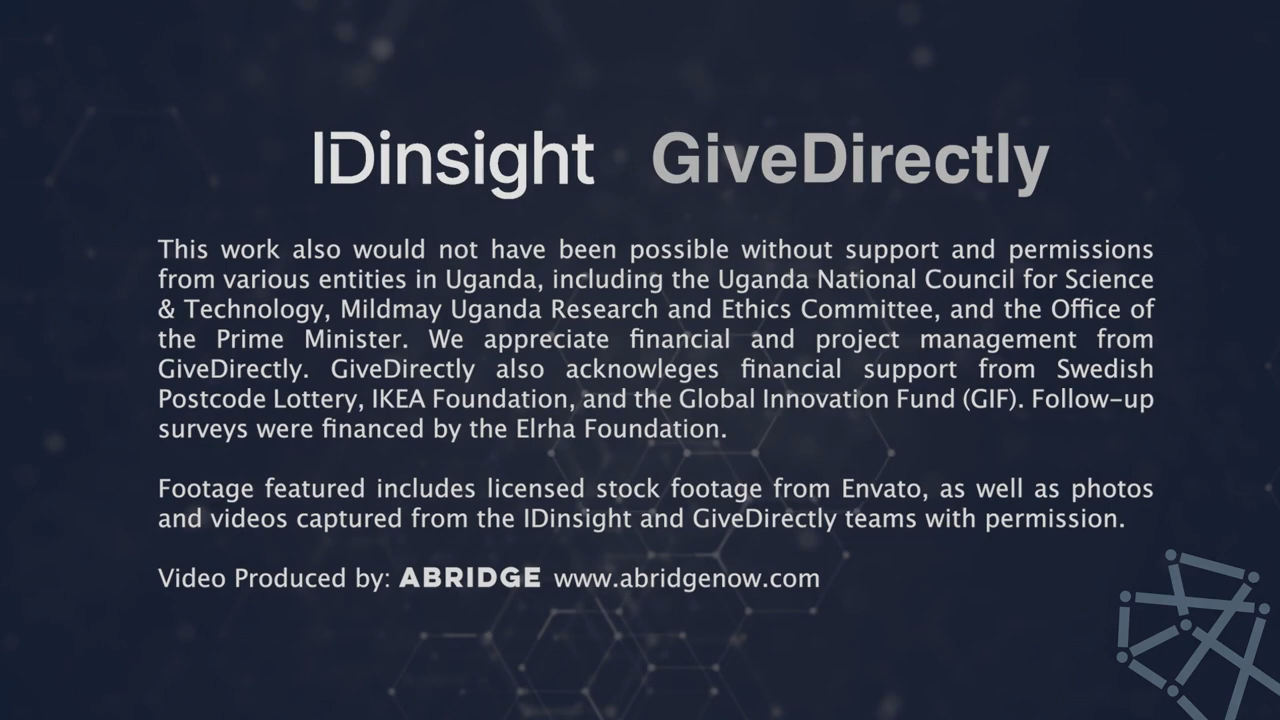 IDinsight GiveDirectly
This work also would not have been possible without support and permissions
from various entities in Uganda, including the Uganda National Council for Science
& Technology, Mildmay Uganda Research and Ethics Committee, and the Office of
the Prime Minister. We appreciate financial and project management from
GiveDirectly. GiveDirectly also acknowleges financial support from Swedish
Postcode Lottery, IKEA Foundation, and the Global Innovation Fund (GIF). Follow-up
surveys were financed by the Elrha Foundation.
Footage featured includes licensed stock footage from Envato, as well as photos
and videos captured from the IDinsight and GiveDirectly teams with permission.
Video Produced by: ABRIDGE www.abridgenow.com